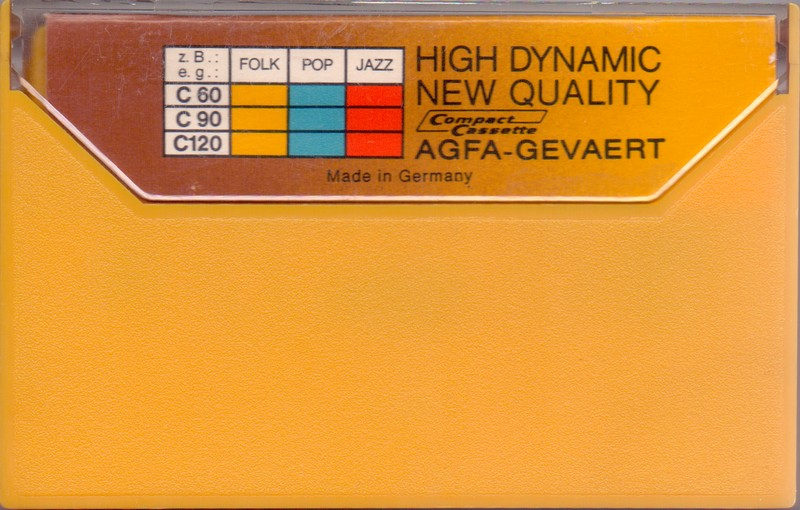 z. B.:
e. g.:
FOLK
POP
JAZZ
C 60
C 90
C120
HIGH DYNAMIC
NEW QUALITY
Compact
Cassette
AGFA-GEVAERT
Made in Germany